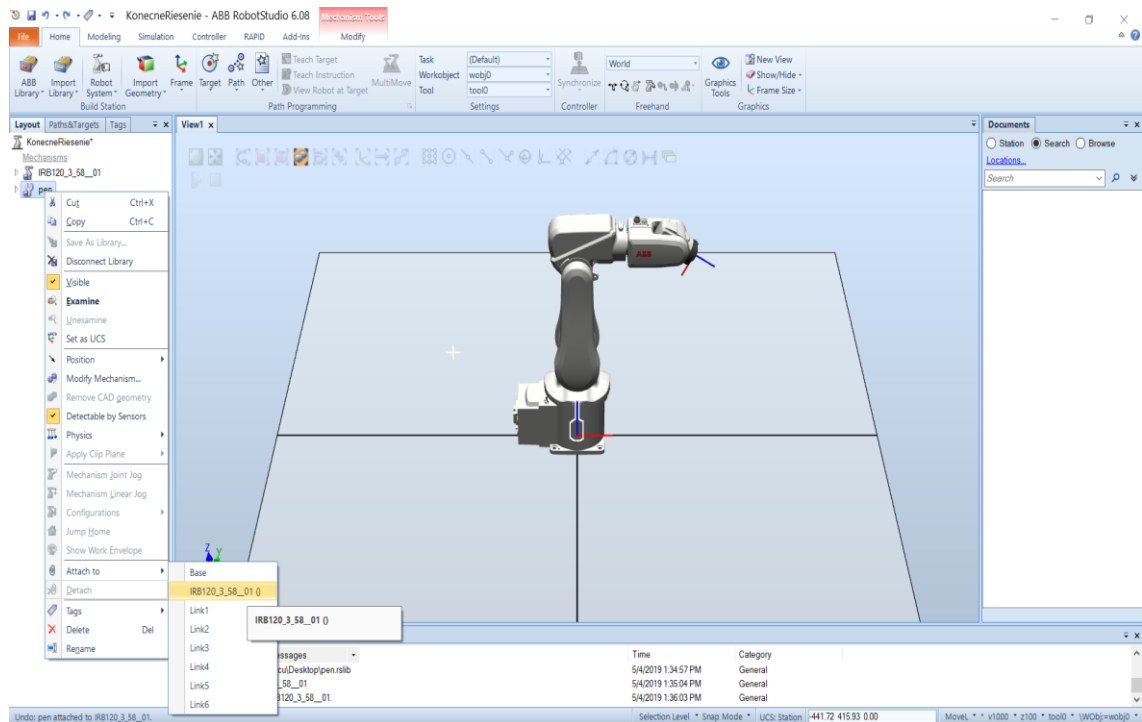 KonecneRiesenie - ABB RobotStudio 6.08 Mechanism Tools
File Home Modeling Simulation Controller RAPID Add-Ins Modify
ABB Library Import Library Robot System Import Geometry Frame Target Path Other
Build Station
Teach Target
Teach Instruction
View Robot at Target
MultiMove
Path Programming
Task (Default)
Workobject wobj0
Tool tool0
Settings
Synchronize
Controller
World
Freehand
Graphics Tools
New View
Show/Hide
Frame Size
Graphics
Layout Paths&Targets Tags
View1
Documents
KonecneRiesenie*
Mechanisms
IRB120_3_58__01
pen
Station Search Browse
Locations...
Search
Cut Ctrl+X
Copy Ctrl+C
Save As Library...
Disconnect Library
Visible
Examine
Unexamine
Set as UCS
Position
Modify Mechanism...
Remove CAD geometry
Detectable by Sensors
Physics
Apply Clip Plane
Mechanism Joint Jog
Mechanism Linear Jog
Configurations
Jump Home
Show Work Envelope
Attach to
Detach
Tags
Delete Del
Rename
Base
IRB120_3_58__01 ()
Link1
Link2
Link3
Link4
Link5
Link6
IRB120_3_58__01 ()
ABB
Z Y
Time Category
cu\Desktop\pen.rslib 5/4/2019 1:34:57 PM General
_58__01 5/4/2019 1:35:04 PM General
3120_3_58__01. 5/4/2019 1:36:03 PM General
Undo: pen attached to IRB120_3_58__01. Selection Level Snap Mode UCS: Station -441.72 415.93 0.00 MoveL * v1000 * z100 * tool0 * \WObj:=wobj0